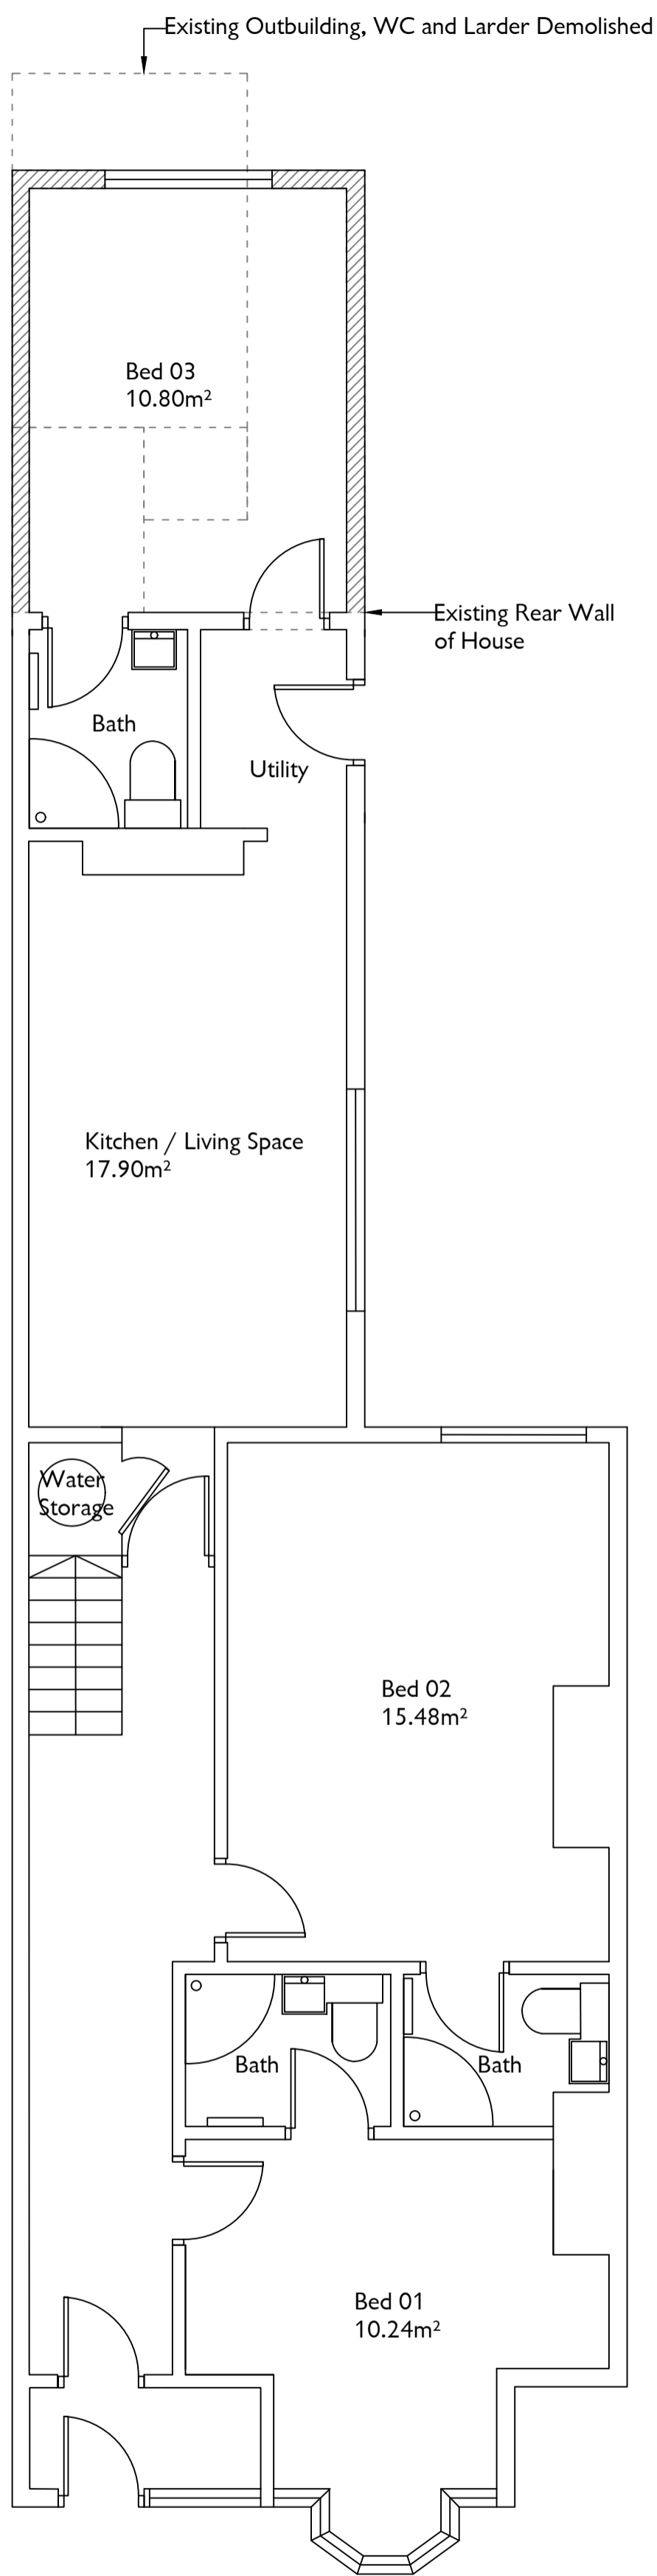 Existing Outbuilding, WC and Larder Demolished
Bed 03
10.80m²
Existing Rear Wall
of House
Bath
Utility
Kitchen / Living Space
17.90m²
Water
Storage
Bed 02
15.48m²
Bath
Bath
Bed 01
10.24m²